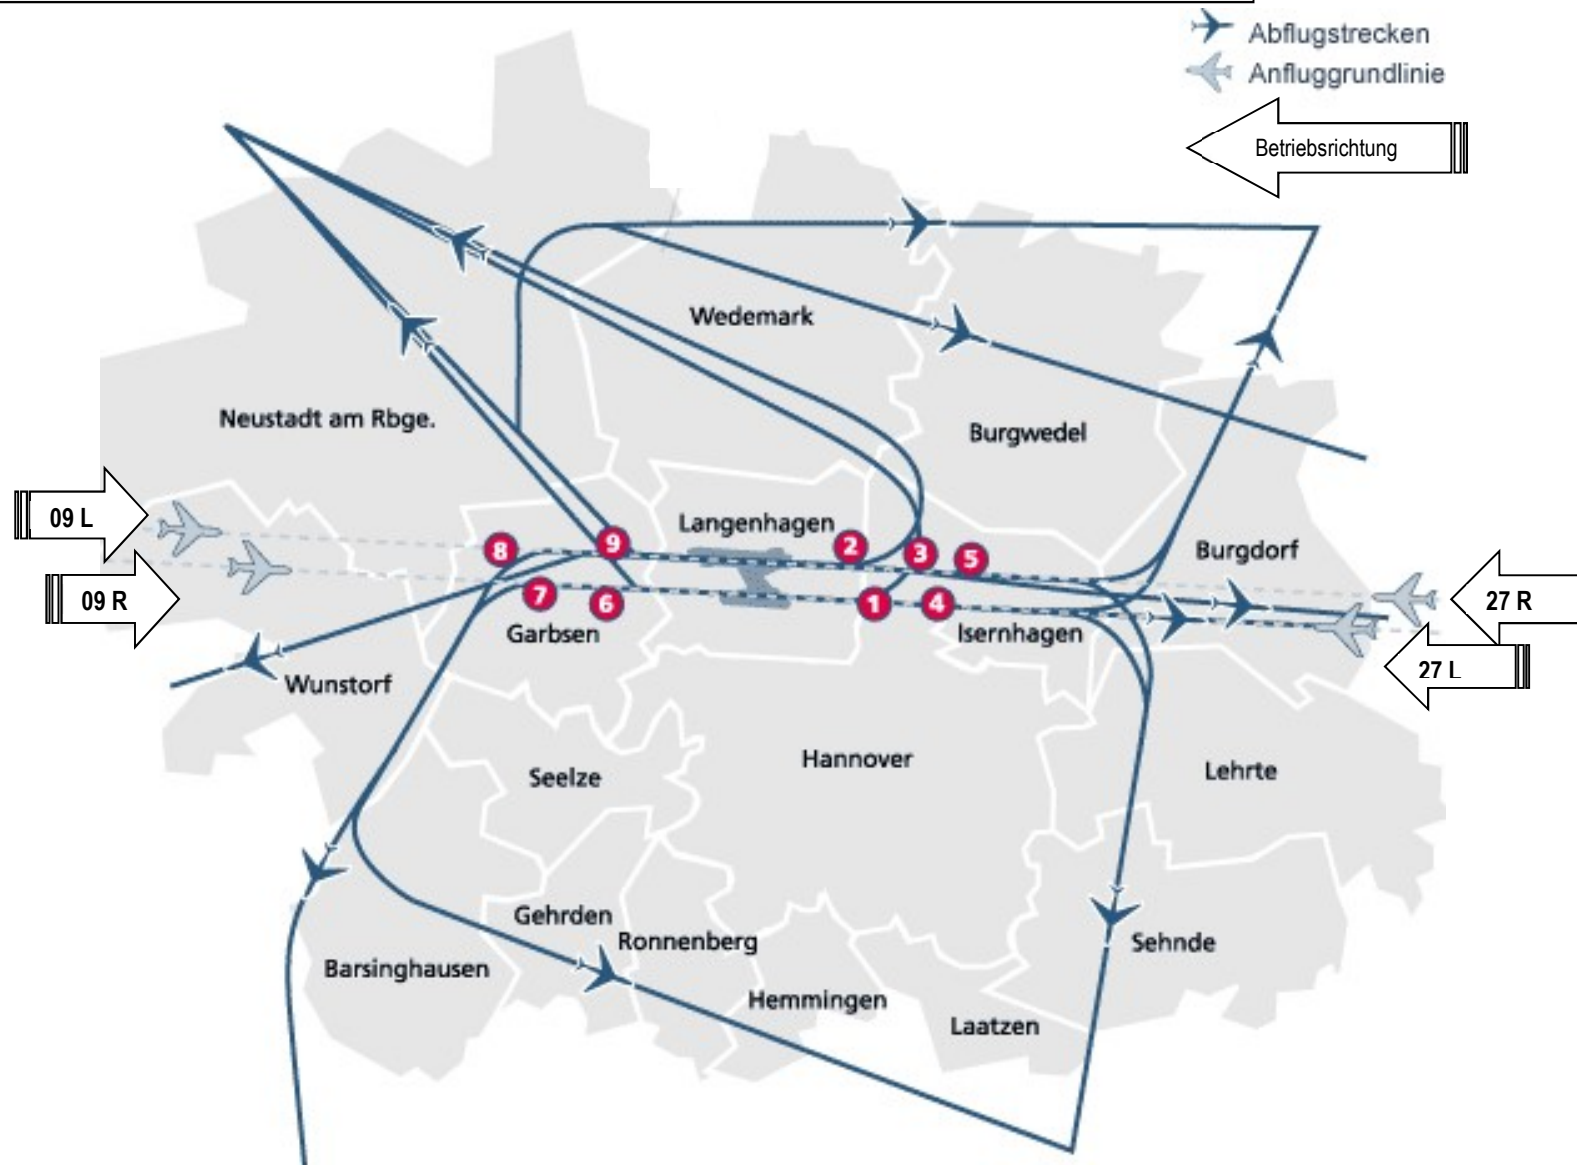 Abflugstrecken
Anfluggrundlinie
Betriebsrichtung
Wedemark
Neustadt am Rbge.
Burgwedel
09 L
Langenhagen
8
9
2
3
5
Burgdorf
09 R
7
6
1
4
27 R
Garbsen
Isernhagen
27 L
Wunstorf
Hannover
Seelze
Lehrte
Gehrden
Ronnenberg
Sehnde
Barsinghausen
Hemmingen
Laatzen